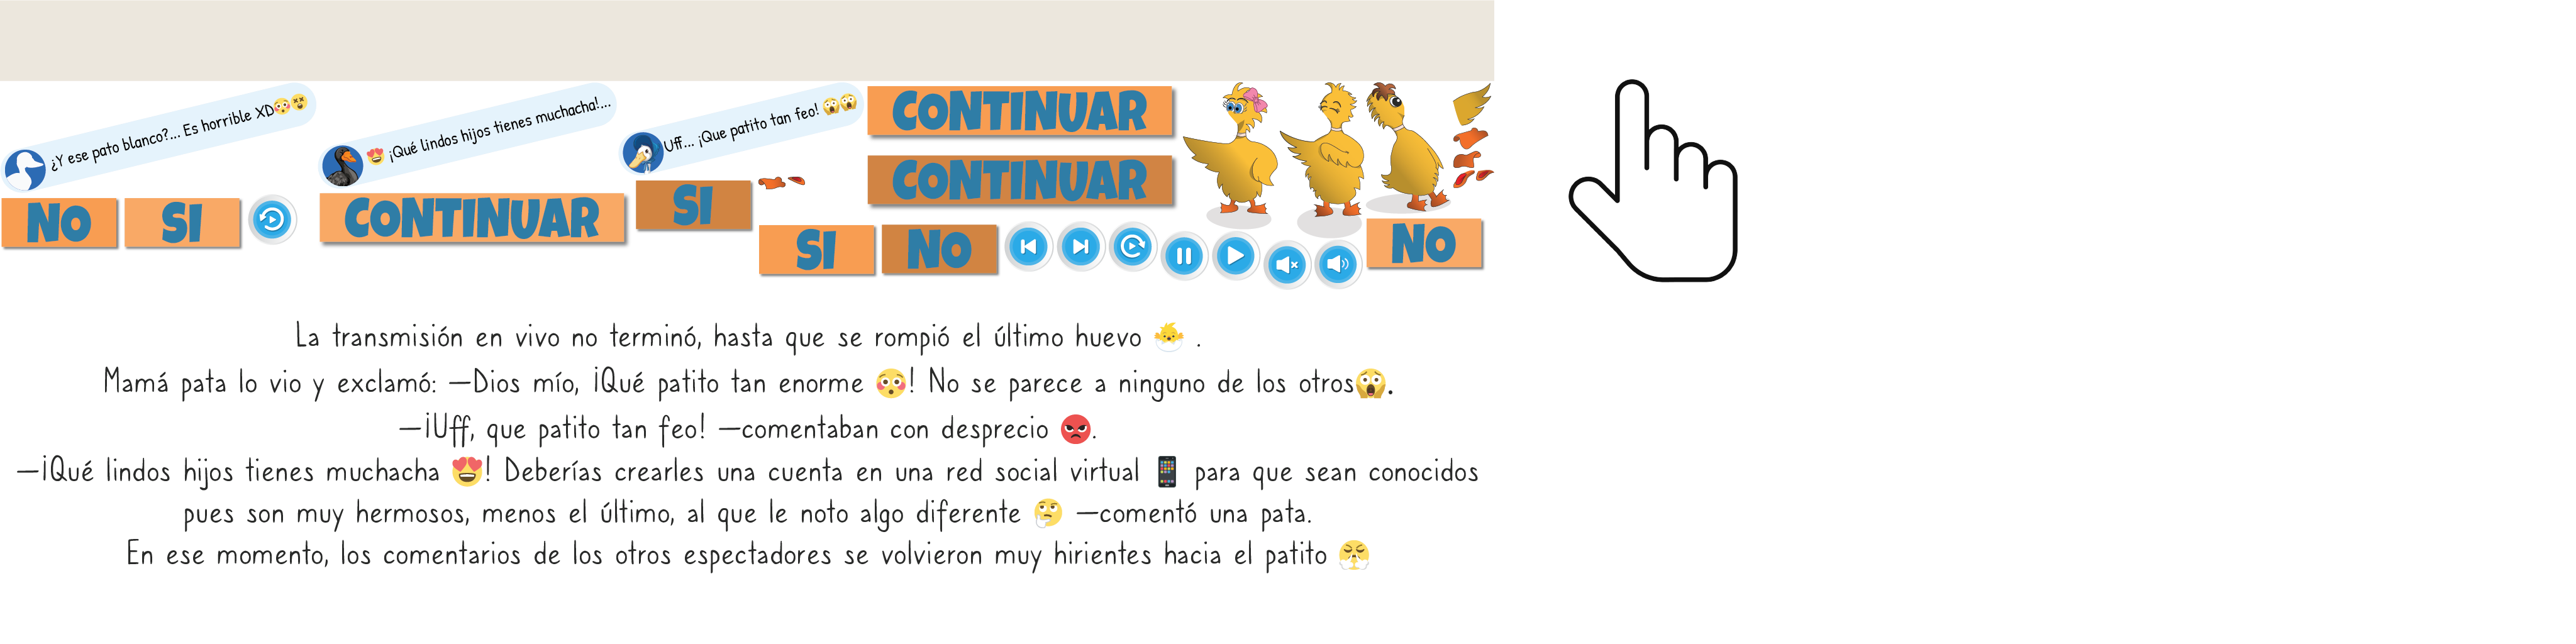 ¿Y ese pato blanco?... Es horrible XD😳😵
😍 ¡Qué lindos hijos tienes muchacha!...
Uff... ¡Que patito tan feo! 😱😱
CONTINUAR
CONTINUAR
NO
SI
CONTINUAR
SI
SI
NO
NO
La transmisión en vivo no terminó, hasta que se rompió el último huevo 🐣 .
Mamá pata lo vio y exclamó: —Dios mío, ¡Qué patito tan enorme 😳! No se parece a ninguno de los otros😱.
—¡Uff, que patito tan feo! —comentaban con desprecio 😡.
—¡Qué lindos hijos tienes muchacha 😍! Deberías crearles una cuenta en una red social virtual 📱 para que sean conocidos
pues son muy hermosos, menos el último, al que le noto algo diferente 🤔 —comentó una pata.
En ese momento, los comentarios de los otros espectadores se volvieron muy hirientes hacia el patito 😤